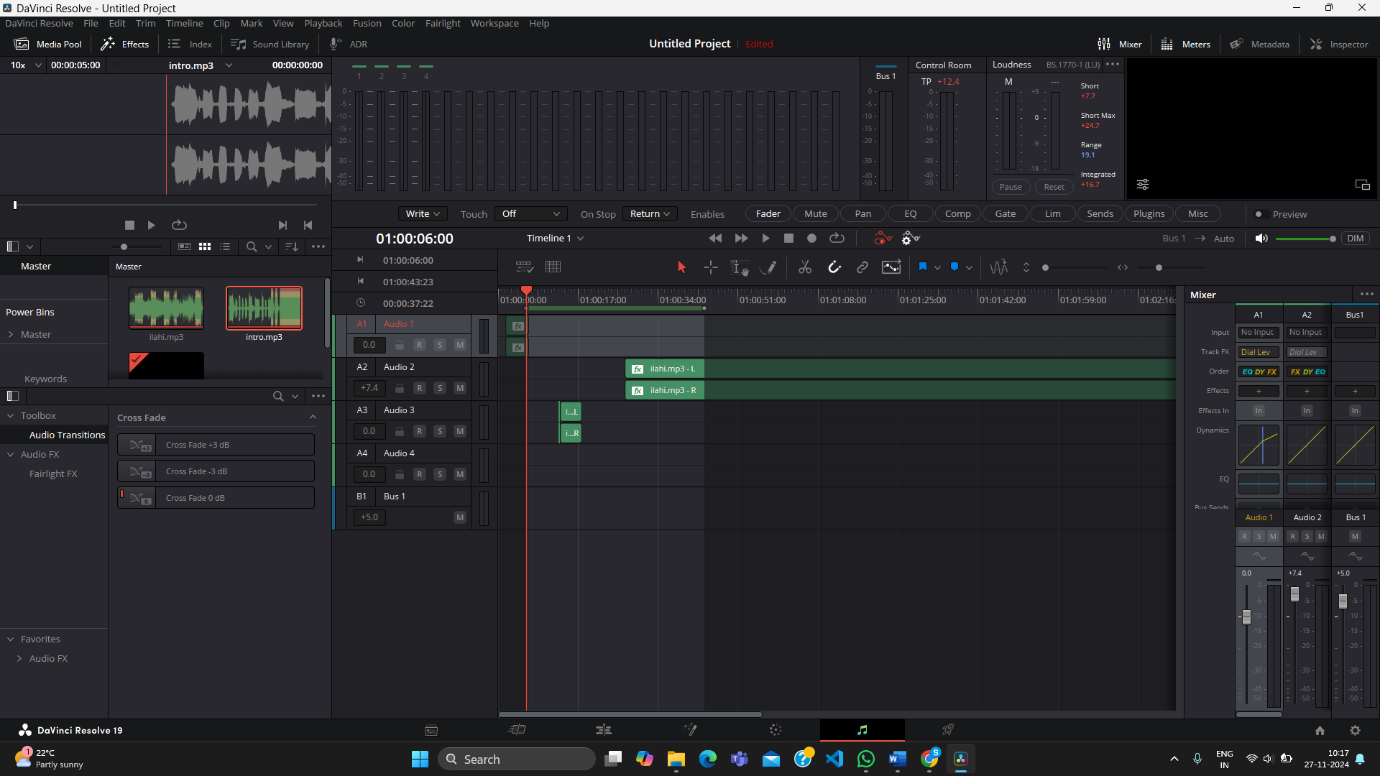 DaVinci Resolve - Untitled Project
DaVinci Resolve File Edit Trim Timeline Clip Mark View Playback Fusion Color Fairlight Workspace Help
Media Pool Effects Index Sound Library ADR Untitled Project Edited Mixer Meters Metadata Inspector
10x 00:00:05:00 intro.mp3 00:00:00:00
1 2 3 4
Bus 1
Control Room
TP +12.4
Loudness BS.1770-1 (LU)
M
Short
+7.7
Short Max
+24.7
Range
19.1
Integrated
+16.7
Pause Reset
Write Touch Off On Stop Return Enables Fader Mute Pan EQ Comp Gate Lim Sends Plugins Misc Preview
01:00:06:00 Timeline 1 Bus 1 Auto DIM
Master
Master
Power Bins
Master
Keywords
ilahi.mp3 intro.mp3
01:00:06:00
01:00:43:23
00:00:37:22
01:00:00:00 01:00:17:00 01:00:34:00 01:00:51:00 01:01:08:00 01:01:25:00 01:01:42:00 01:01:59:00 01:02:16:
A1 Audio 1
0.0 R S M
fx
fx
A2 Audio 2
+7.4 R S M
fx ilahi.mp3 - L
fx ilahi.mp3 - R
A3 Audio 3
0.0 R S M
i...L
i...R
A4 Audio 4
0.0 R S M
B1 Bus 1
+5.0 M
Toolbox
Audio Transitions
Audio FX
Fairlight FX
Favorites
Audio FX
Cross Fade
Cross Fade +3 dB
Cross Fade -3 dB
Cross Fade 0 dB
Mixer
A1 A2 Bus1
Input No Input No Input
Track FX Dial Lev Dial Lev
Order EQ DY FX FX DY EQ
Effects + + +
Effects In In In In
Dynamics
EQ
Bus Sends
Audio 1 Audio 2 Bus 1
R S M R S M M
0.0 +7.4 +5.0
DaVinci Resolve 19
22°C
Partly sunny
Search
ENG
IN
10:17
27-11-2024